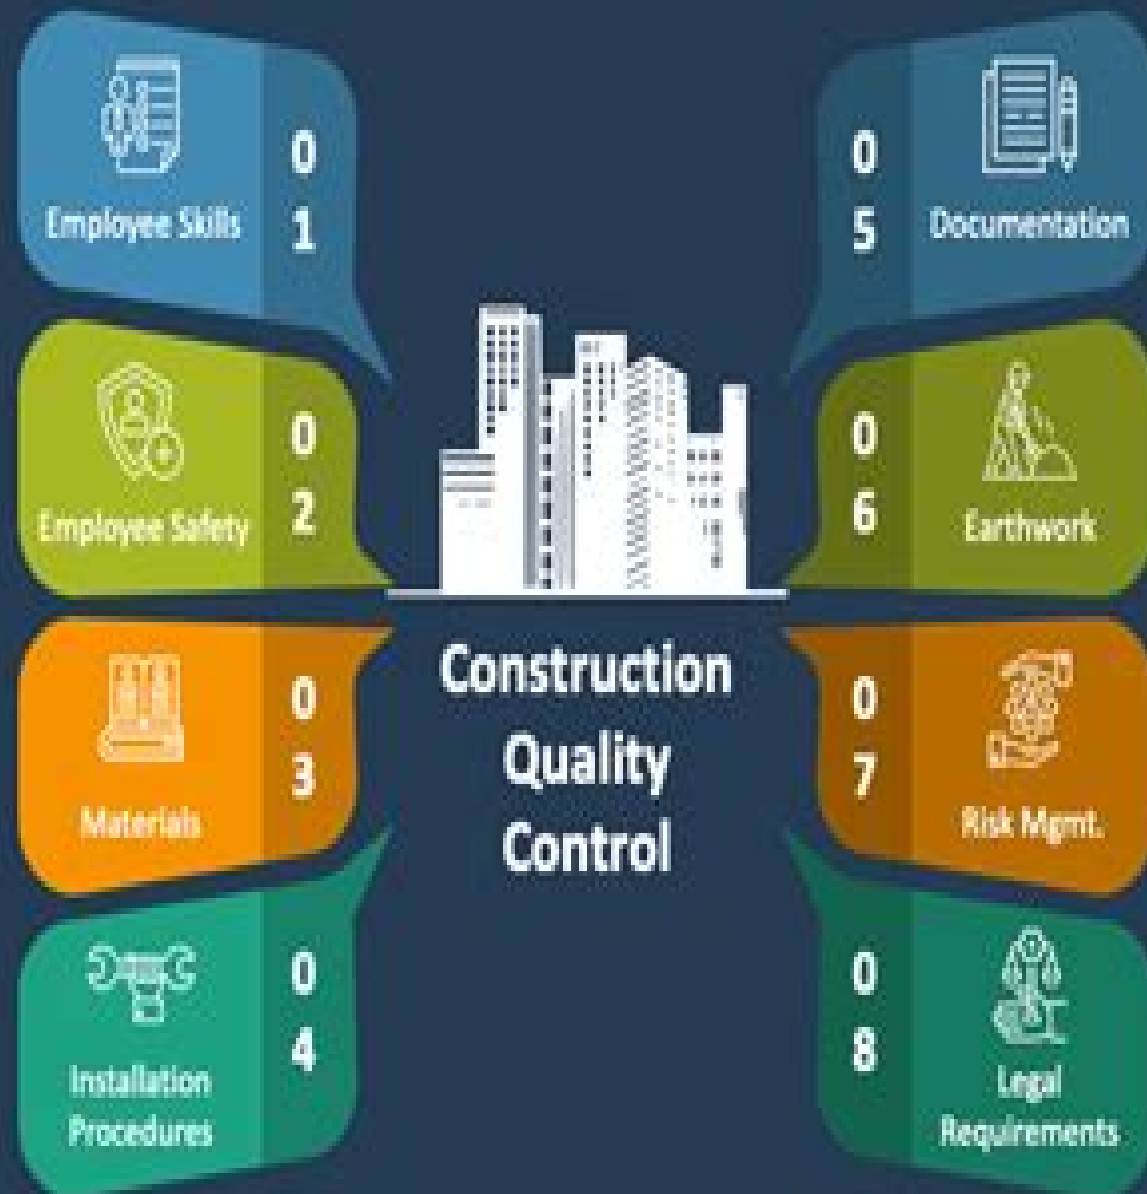 0
1
Employee Skills
0
2
Employee Safety
0
3
Materials
0
4
Installation
Procedures
Construction
Quality
Control
0
5
Documentation
0
6
Earthwork
0
7
Risk Mgmt.
0
8
Legal
Requirements